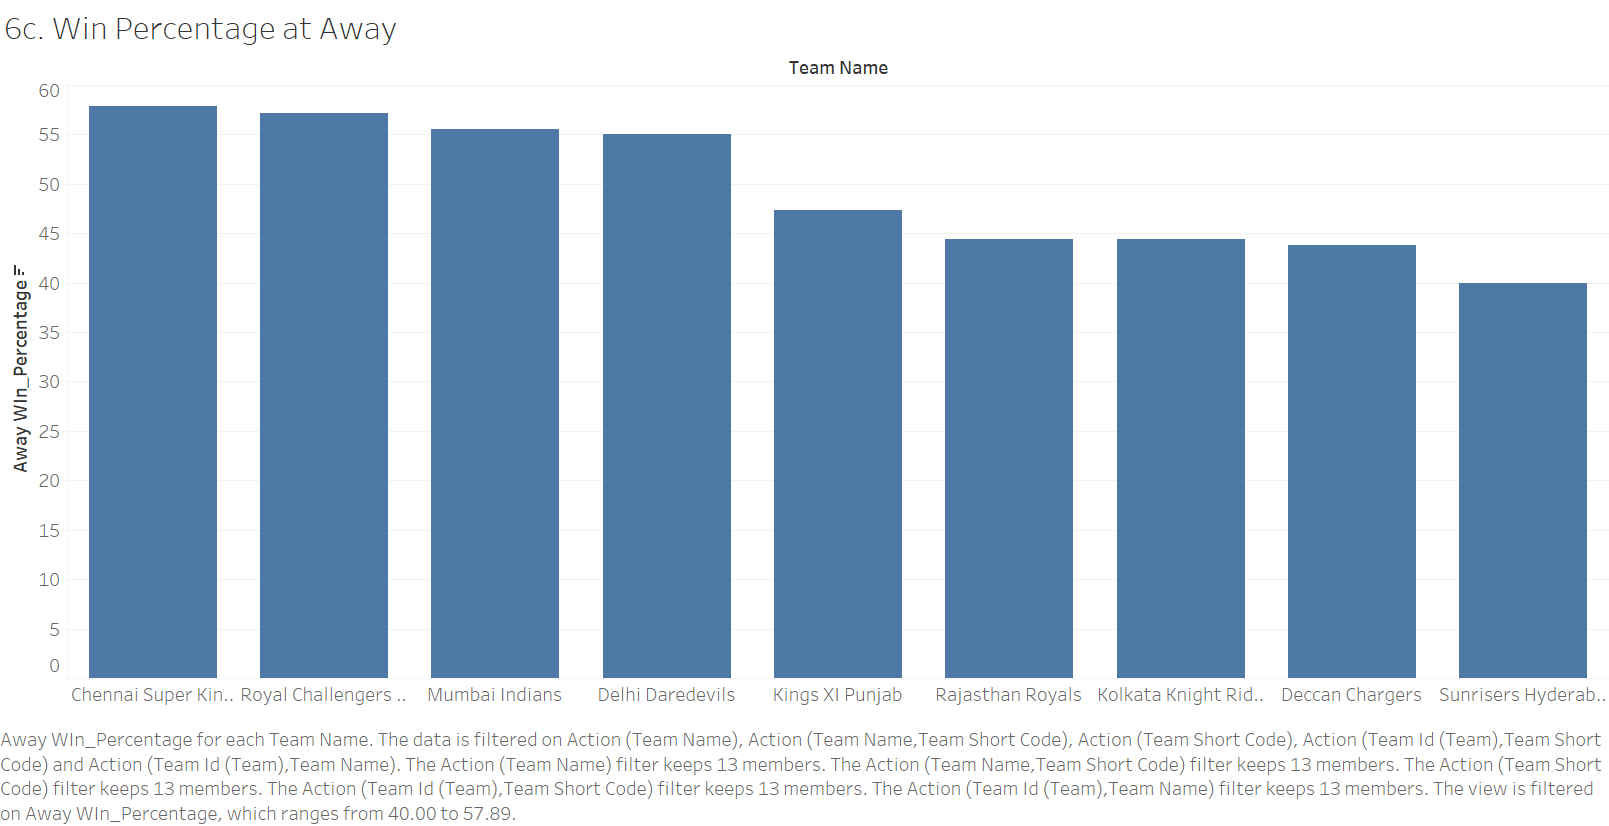 6c. Win Percentage at Away
Team Name
60
55
50
45
40
35
30
25
20
15
10
5
0
Away WIn_Percentage
Chennai Super Kin.. Royal Challengers .. Mumbai Indians Delhi Daredevils Kings XI Punjab Rajasthan Royals Kolkata Knight Rid.. Deccan Chargers Sunrisers Hyderab..
Away WIn_Percentage for each Team Name. The data is filtered on Action (Team Name), Action (Team Name,Team Short Code), Action (Team Short Code), Action (Team Id (Team),Team Short
Code) and Action (Team Id (Team),Team Name). The Action (Team Name) filter keeps 13 members. The Action (Team Name,Team Short Code) filter keeps 13 members. The Action (Team Short
Code) filter keeps 13 members. The Action (Team Id (Team),Team Short Code) filter keeps 13 members. The Action (Team Id (Team),Team Name) filter keeps 13 members. The view is filtered
on Away WIn_Percentage, which ranges from 40.00 to 57.89.